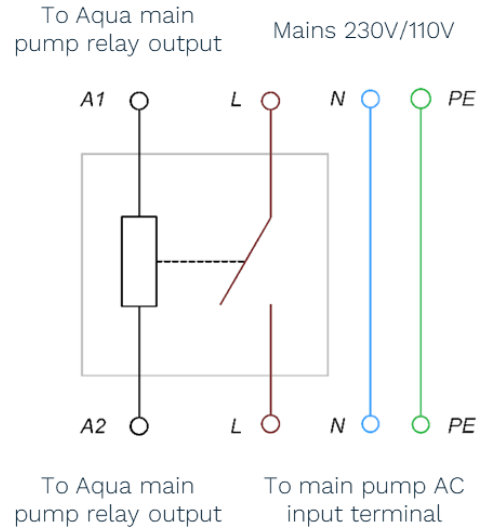 To Aqua main
pump relay output
Mains 230V/110V
A1
L
N
PE
A2
L
N
PE
To Aqua main
pump relay output
To main pump AC
input terminal